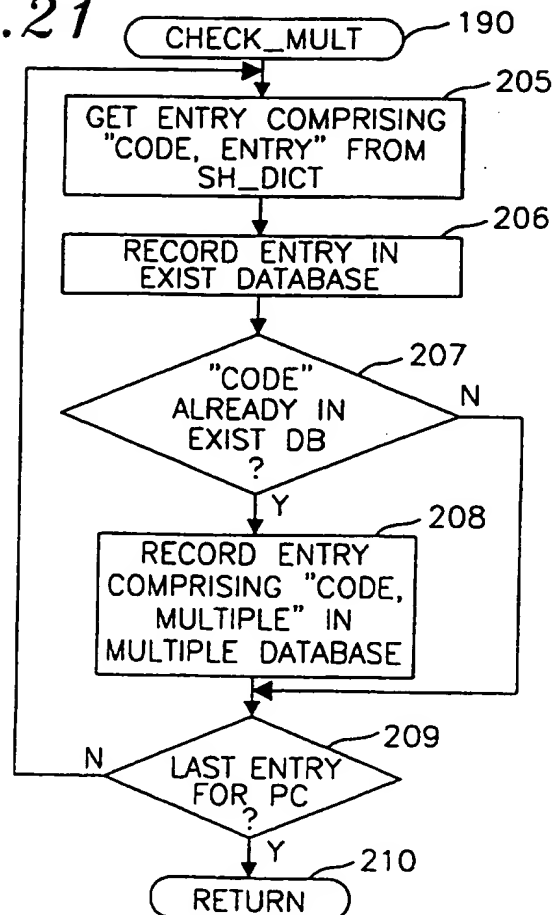 .21
CHECK_MULT
190
205
GET ENTRY COMPRISING
"CODE, ENTRY" FROM
SH_DICT
206
RECORD ENTRY IN
EXIST DATABASE
207
"CODE"
ALREADY IN
EXIST DB
?
N
Y
208
RECORD ENTRY
COMPRISING "CODE,
MULTIPLE" IN
MULTIPLE DATABASE
209
N
LAST ENTRY
FOR PC
?
Y
210
RETURN